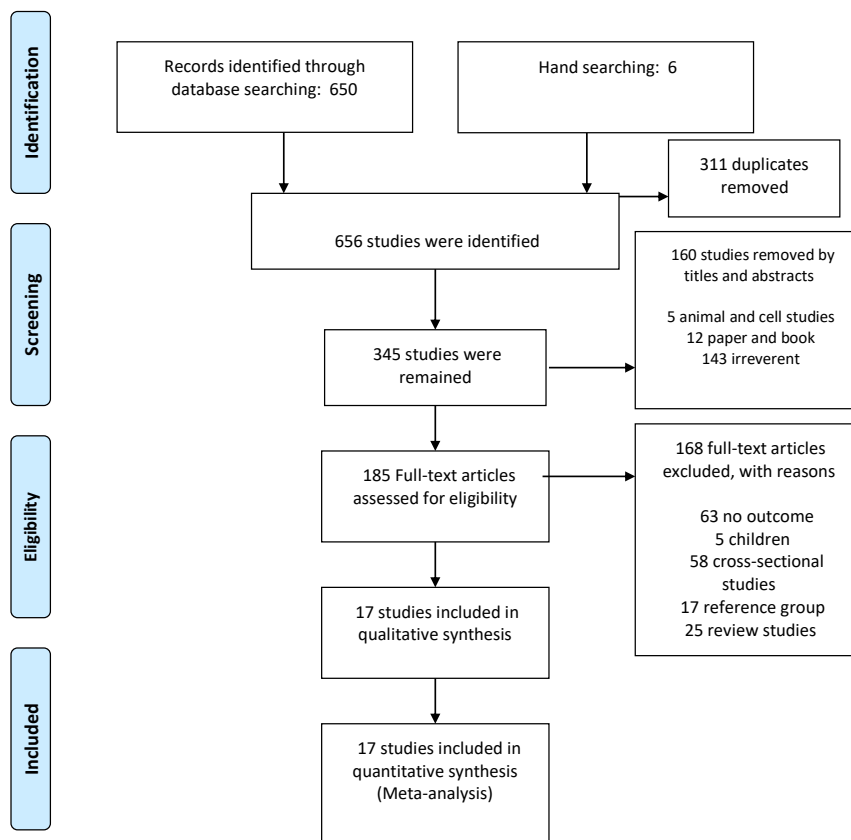 Identification
Records identified through
database searching: 650
Hand searching: 6
311 duplicates
removed
656 studies were identified
Screening
160 studies removed by
titles and abstracts
5 animal and cell studies
12 paper and book
143 irreverent
345 studies were
remained
Eligibility
185 Full-text articles
assessed for eligibility
168 full-text articles
excluded, with reasons
63 no outcome
5 children
58 cross-sectional
studies
17 reference group
25 review studies
17 studies included in
qualitative synthesis
Included
17 studies included in
quantitative synthesis
(Meta-analysis)